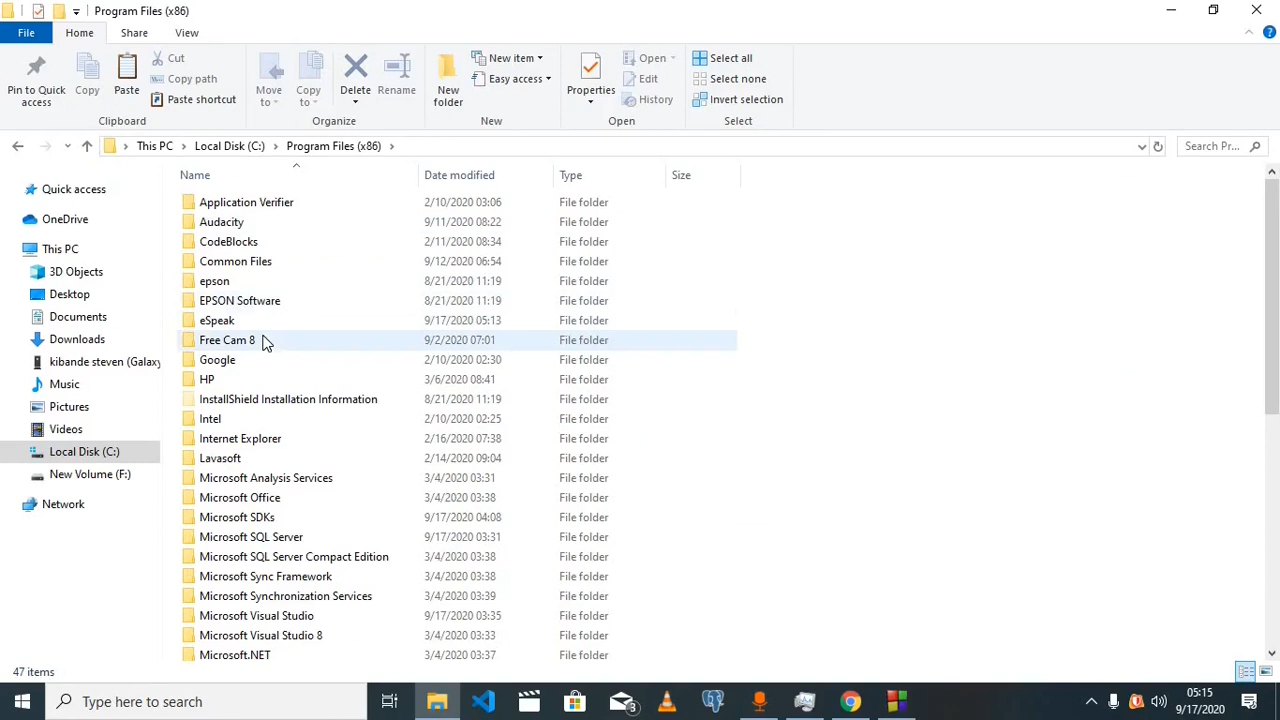 Program Files (x86)
File Home Share View
Pin to Quick access
Copy
Paste
Cut
Copy path
Paste shortcut
Clipboard
Move to
Copy to
Delete
Rename
Organize
New folder
New item
Easy access
New
Properties
Open
Edit
History
Open
Select all
Select none
Invert selection
Select
This PC Local Disk (C:) Program Files (x86)
Search Pr...
Quick access
OneDrive
This PC
3D Objects
Desktop
Documents
Downloads
kibande steven (Galaxy
Music
Pictures
Videos
Local Disk (C:)
New Volume (F:)
Network
Name Date modified Type Size
Application Verifier 2/10/2020 03:06 File folder
Audacity 9/11/2020 08:22 File folder
CodeBlocks 2/11/2020 08:34 File folder
Common Files 9/12/2020 06:54 File folder
epson 8/21/2020 11:19 File folder
EPSON Software 8/21/2020 11:19 File folder
eSpeak 9/17/2020 05:13 File folder
Free Cam 8 9/2/2020 07:01 File folder
Google 2/10/2020 02:30 File folder
HP 3/6/2020 08:41 File folder
InstallShield Installation Information 8/21/2020 11:19 File folder
Intel 2/10/2020 02:25 File folder
Internet Explorer 2/16/2020 07:38 File folder
Lavasoft 2/14/2020 09:04 File folder
Microsoft Analysis Services 3/4/2020 03:31 File folder
Microsoft Office 3/4/2020 03:38 File folder
Microsoft SDKs 9/17/2020 04:08 File folder
Microsoft SQL Server 9/17/2020 03:31 File folder
Microsoft SQL Server Compact Edition 3/4/2020 03:38 File folder
Microsoft Sync Framework 3/4/2020 03:38 File folder
Microsoft Synchronization Services 3/4/2020 03:39 File folder
Microsoft Visual Studio 9/17/2020 03:35 File folder
Microsoft Visual Studio 8 3/4/2020 03:33 File folder
Microsoft.NET 3/4/2020 03:37 File folder
47 items
Type here to search
3
05:15
9/17/2020